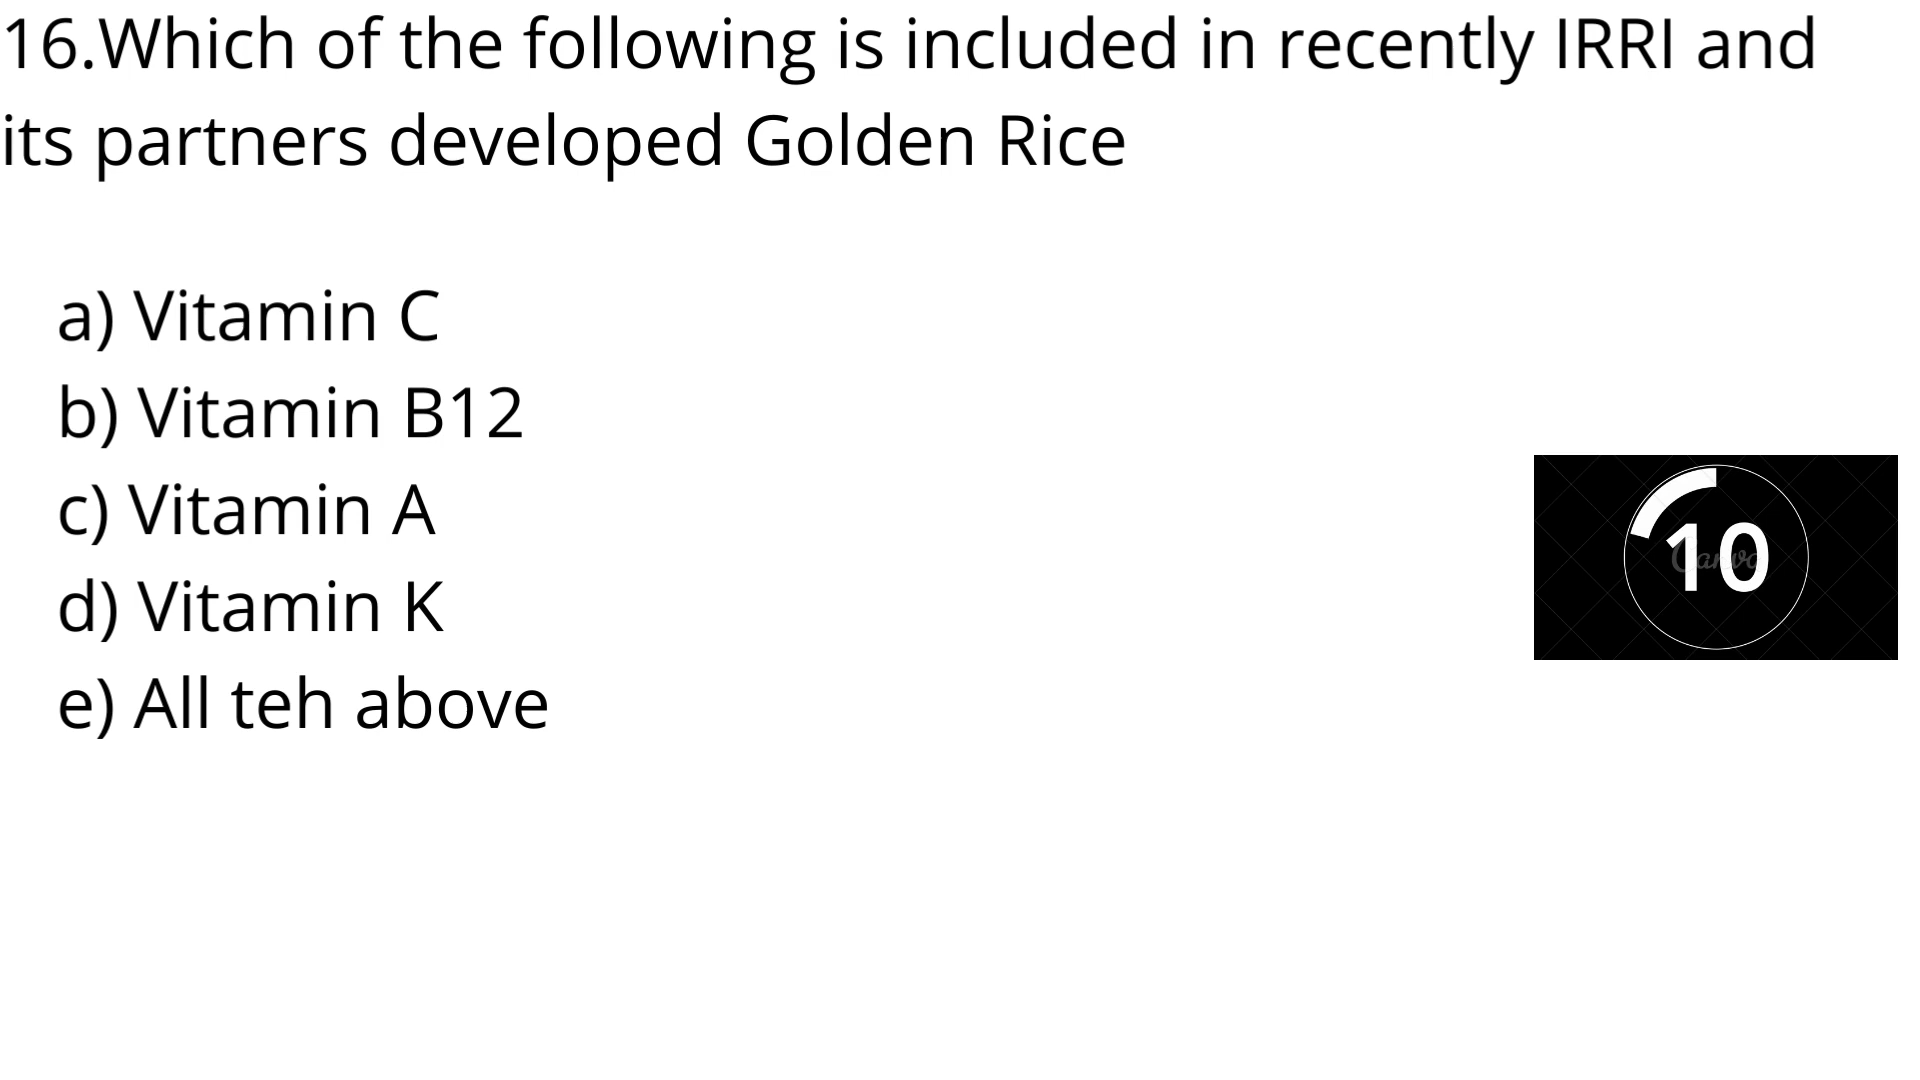 16.Which of the following is included in recently IRRI and
its partners developed Golden Rice
a) Vitamin C
b) Vitamin B12
c) Vitamin A
d) Vitamin K
e) All teh above
10
Canva